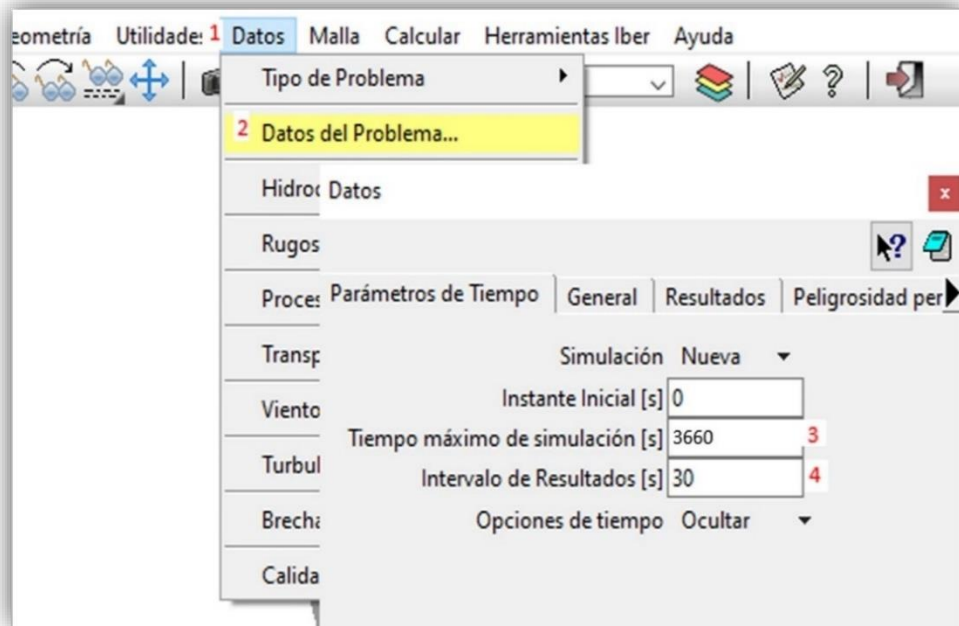 eometría Utilidade: 1 Datos Malla Calcular Herramientas Iber Ayuda
Tipo de Problema
2 Datos del Problema...
Hidroc
Datos
x
Rugos
?
Proces
Parámetros de Tiempo General Resultados Peligrosidad per
Transp
Simulación Nueva
Viento
Instante Inicial [s] 0
Tiempo máximo de simulación [s] 3660 3
Turbul
Intervalo de Resultados [s] 30 4
Brecha
Opciones de tiempo Ocultar
Calida